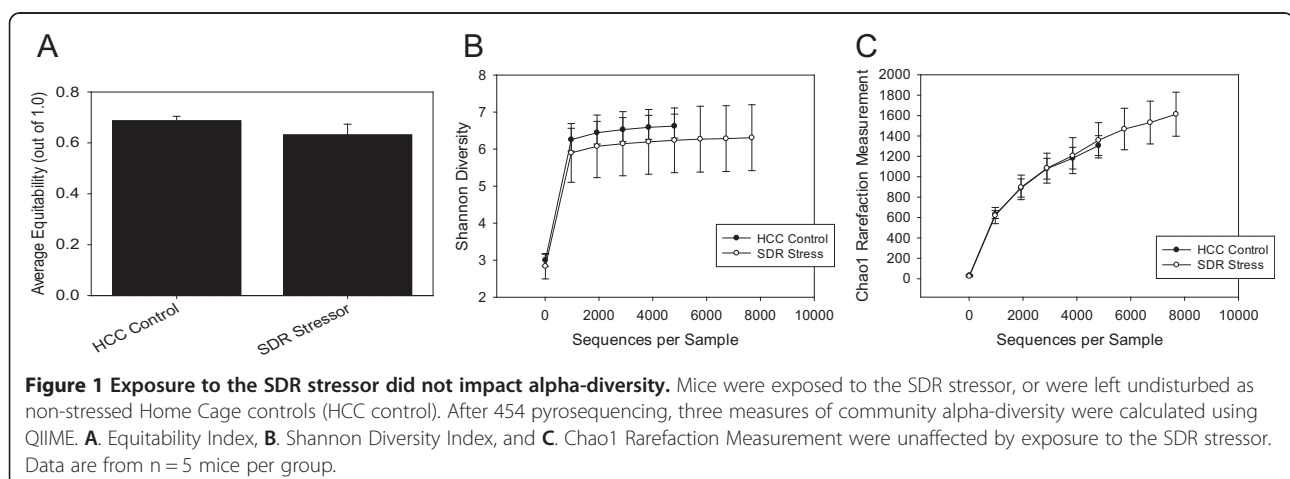 A
Average Equitability (out of 1.0)
0.8
0.6
0.4
0.2
0.0
HCC Control
SDR Stressor
B
Shannon Diversity
8
7
6
5
4
3
2
HCC Control
SDR Stress
0 2000 4000 6000 8000 10000
Sequences per Sample
C
Chao1 Rarefaction Measurement
2000
1800
1600
1400
1200
1000
800
600
400
200
0
HCC Control
SDR Stress
0 2000 4000 6000 8000 10000
Sequences per Sample
Figure 1 Exposure to the SDR stressor did not impact alpha-diversity. Mice were exposed to the SDR stressor, or were left undisturbed as
non-stressed Home Cage controls (HCC control). After 454 pyrosequencing, three measures of community alpha-diversity were calculated using
QIIME. A. Equitability Index, B. Shannon Diversity Index, and C. Chao1 Rarefaction Measurement were unaffected by exposure to the SDR stressor.
Data are from n = 5 mice per group.